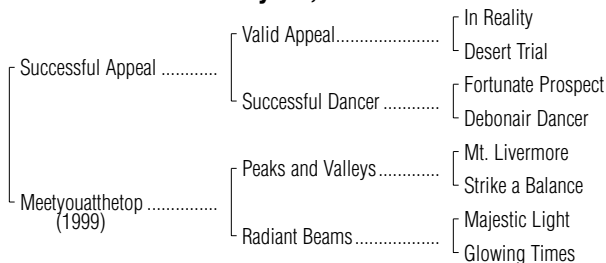 In Reality
Valid Appeal................
Desert Trial
Successful Appeal ............
Fortunate Prospect
Successful Dancer ............
Debonair Dancer
Mt. Livermore
Peaks and Valleys.............
Strike a Balance
Meetyouatthetop ...............
(1999)
Majestic Light
Radiant Beams..................
Glowing Times